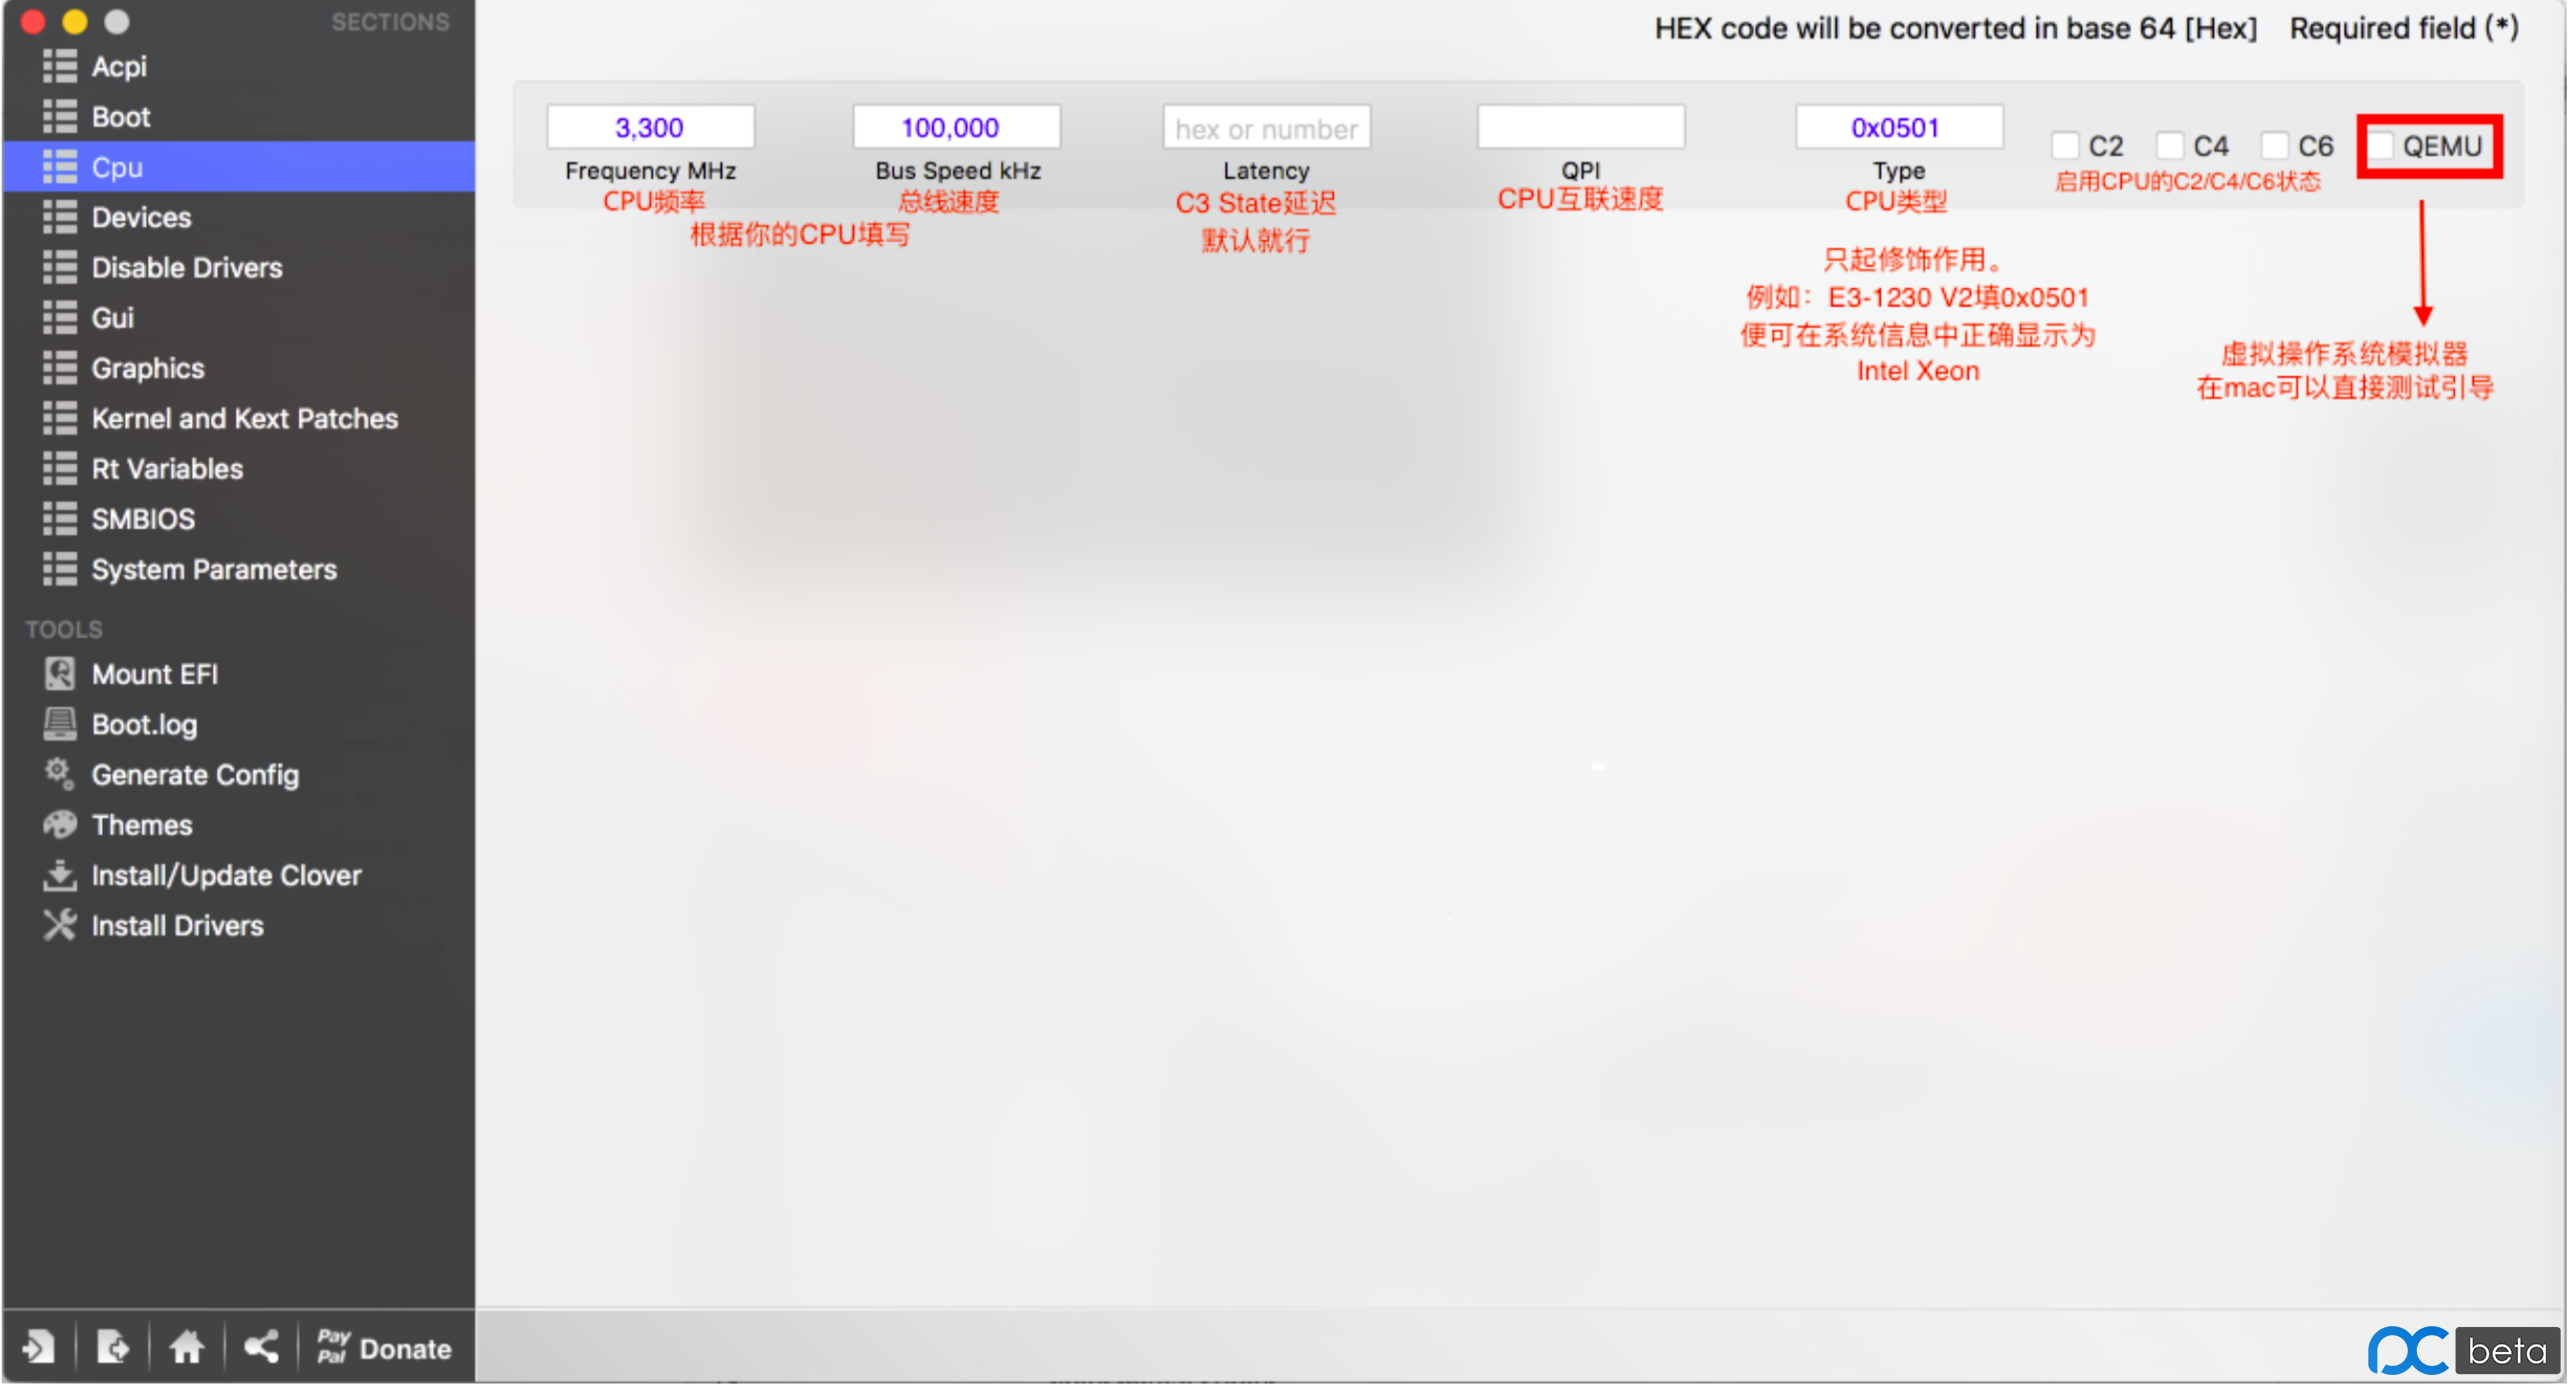 SECTIONS
Acpi
Boot
Cpu
Devices
Disable Drivers
Gui
Graphics
Kernel and Kext Patches
Rt Variables
SMBIOS
System Parameters
TOOLS
Mount EFI
Boot.log
Generate Config
Themes
Install/Update Clover
Install Drivers
Pay
Pal
Donate
HEX code will be converted in base 64 [Hex] Required field (*)
3,300
Frequency MHz
CPU频率
100,000
Bus Speed kHz
总线速度
根据你的CPU填写
hex or number
Latency
C3 State延迟
默认就行
QPI
CPU互联速度
0x0501
Type
CPU类型
只起修饰作用。
例如：E3-1230 V2填0x0501
便可在系统信息中正确显示为
Intel Xeon
C2 C4 C6 QEMU
启用CPU的C2/C4/C6状态
虚拟操作系统模拟器
在mac可以直接测试引导
pc beta